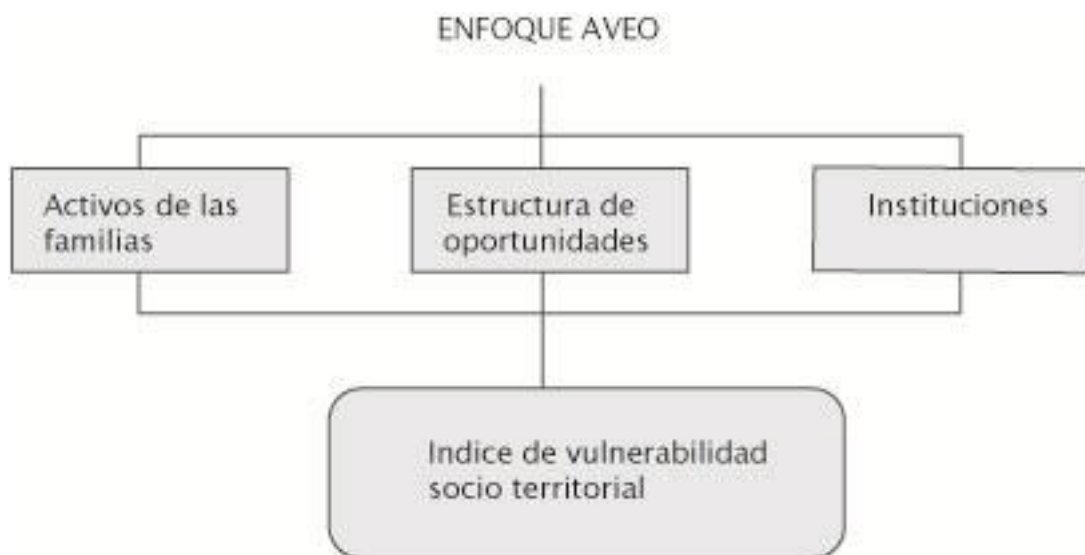 ENFOQUE AVEO
Activos de las
familias
Estructura de
oportunidades
Instituciones
Indice de vulnerabilidad
socio territorial